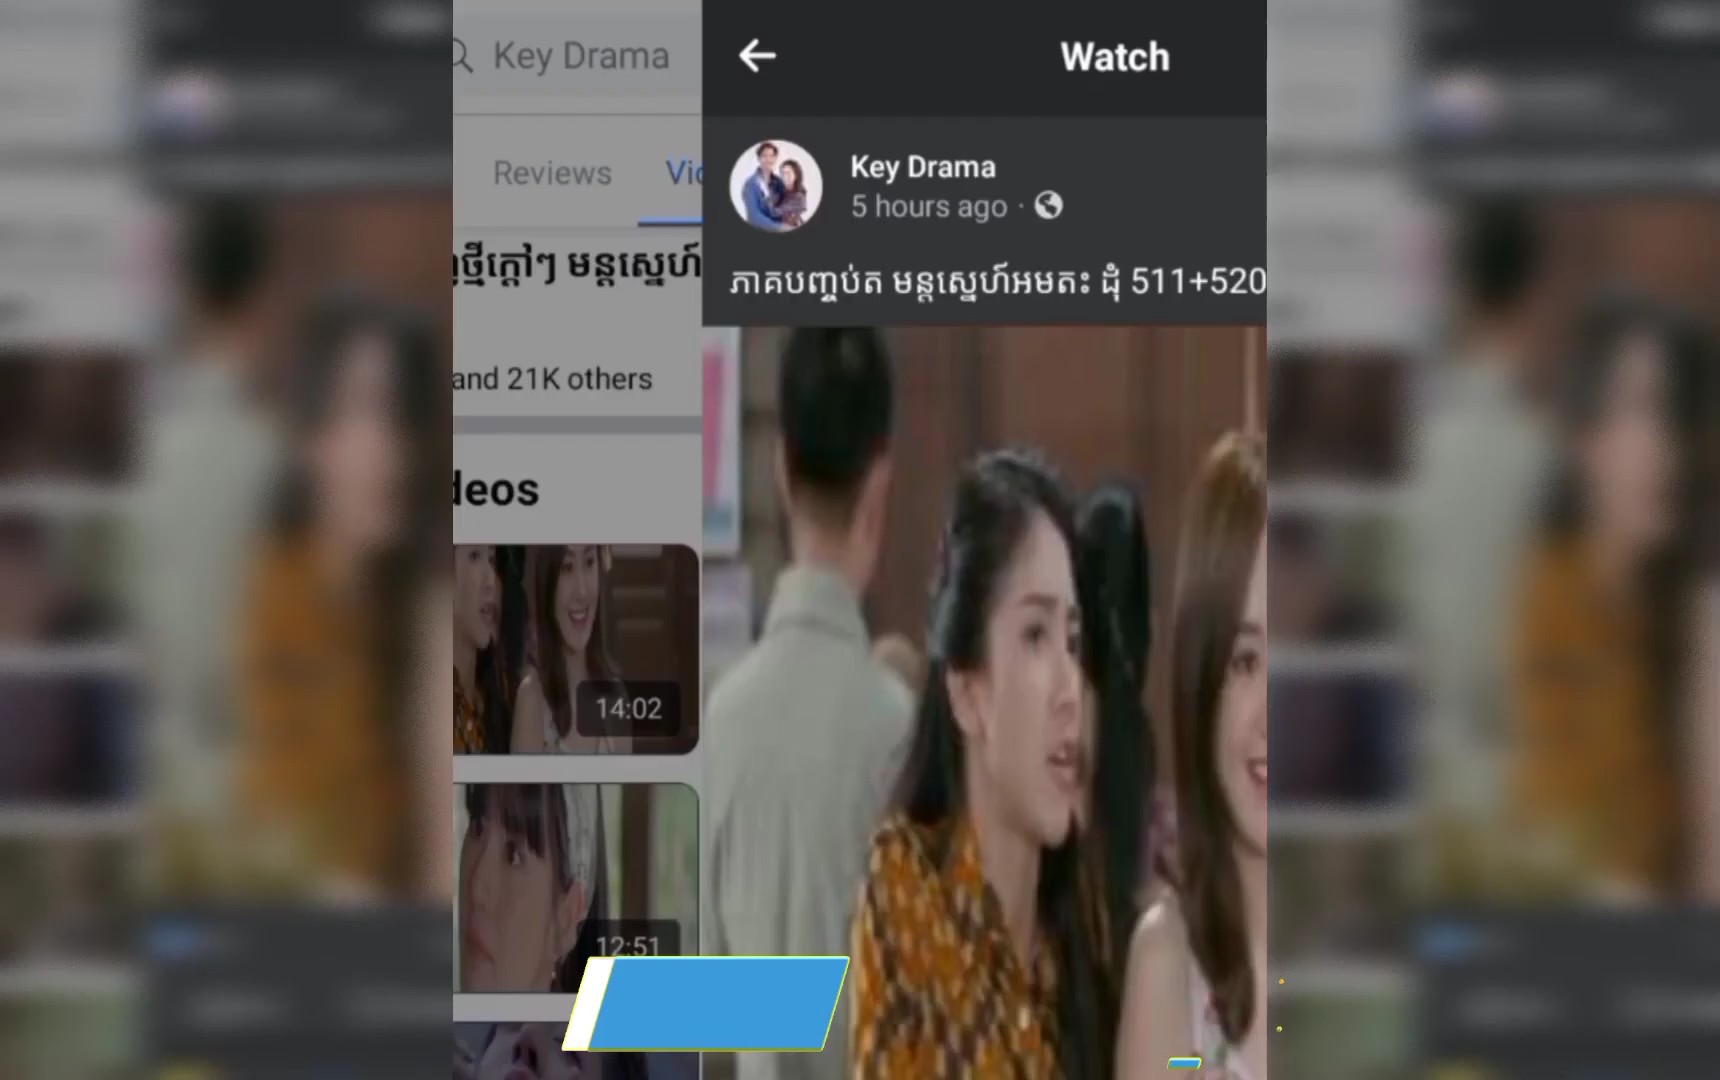 Key Drama
Reviews
ថ្មីក្តៅៗ មន្តស្នេហ៍
and 21K others
deos
14:02
12:51
Watch
Key Drama
5 hours ago ·
ភាគបញ្ចប់ត មន្តស្នេហ៍អមតះ ដុំ 511+520